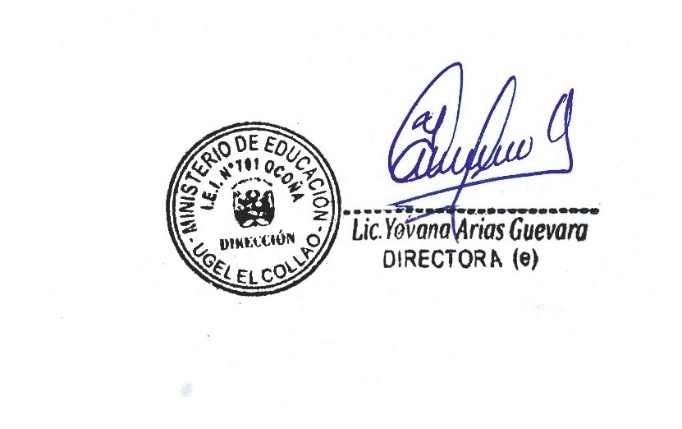 MINISTERIO DE EDUCACIÓN
I.E.I. N° 701 OCOÑA
DIRECCIÓN
- UGEL EL COLLAO -
Lic. Yovana Arias Guevara
DIRECTORA (e)